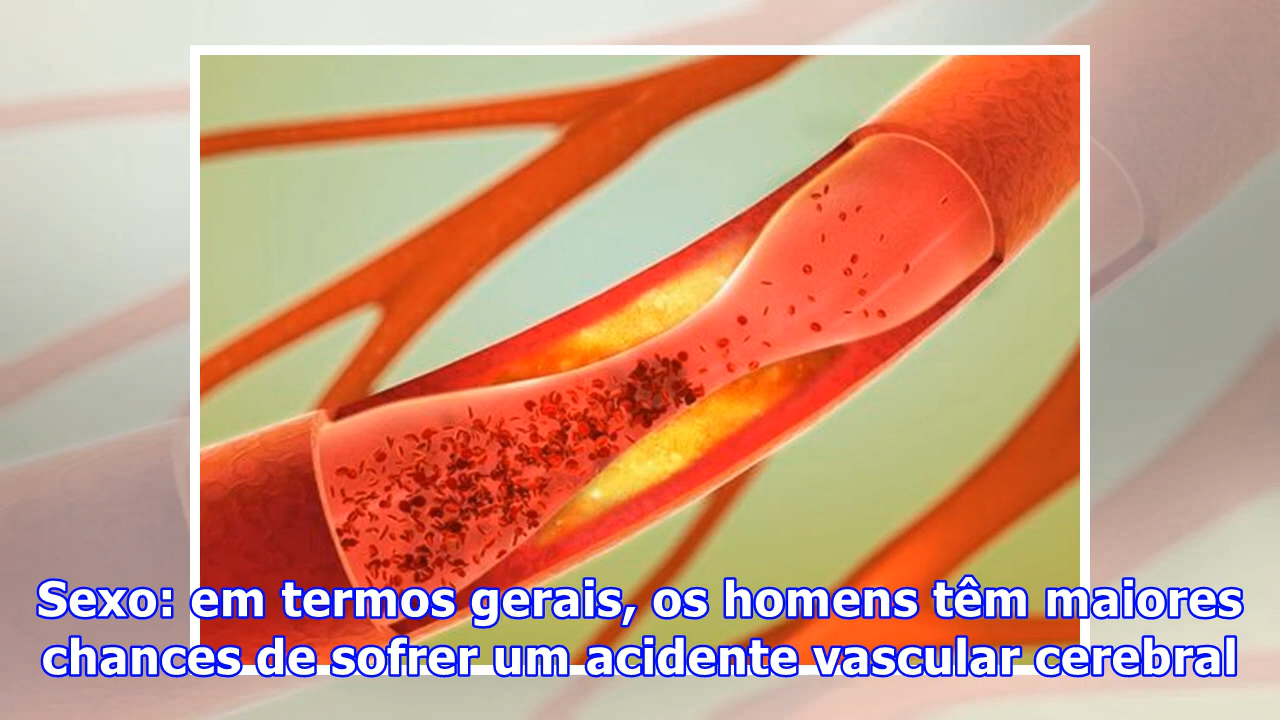 Sexo: em termos gerais, os homens têm maiores
chances de sofrer um acidente vascular cerebral